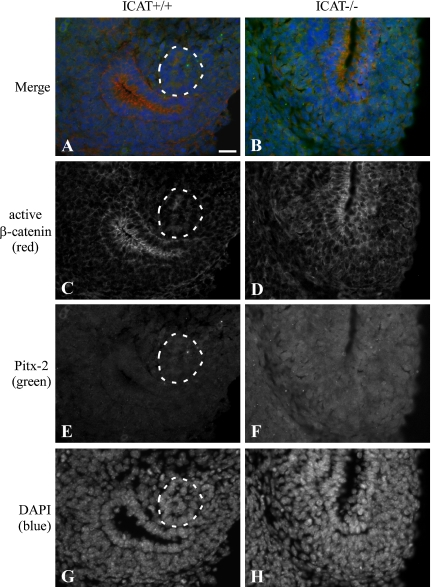 ICAT+/+ ICAT-/-
Merge
A B
active
β-catenin
(red)
C D
Pitx-2
(green)
E F
DAPI
(blue)
G H